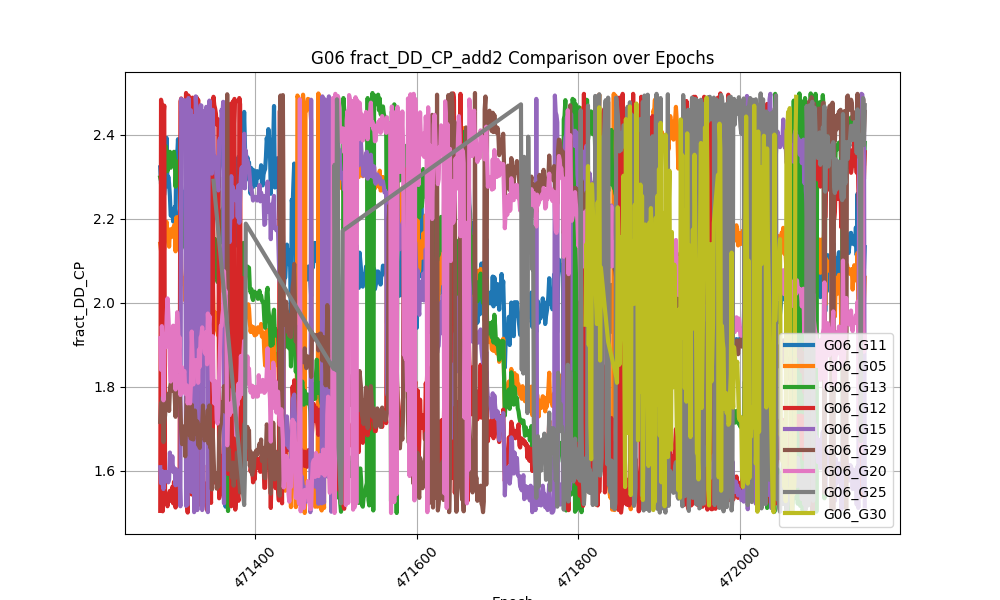 G06 fract_DD_CP_add2 Comparison over Epochs
fract_DD_CP
2.4
2.2
2.0
1.8
1.6
471400
471600
471800
472000
Epoch
G06_G11
G06_G05
G06_G13
G06_G12
G06_G15
G06_G29
G06_G20
G06_G25
G06_G30